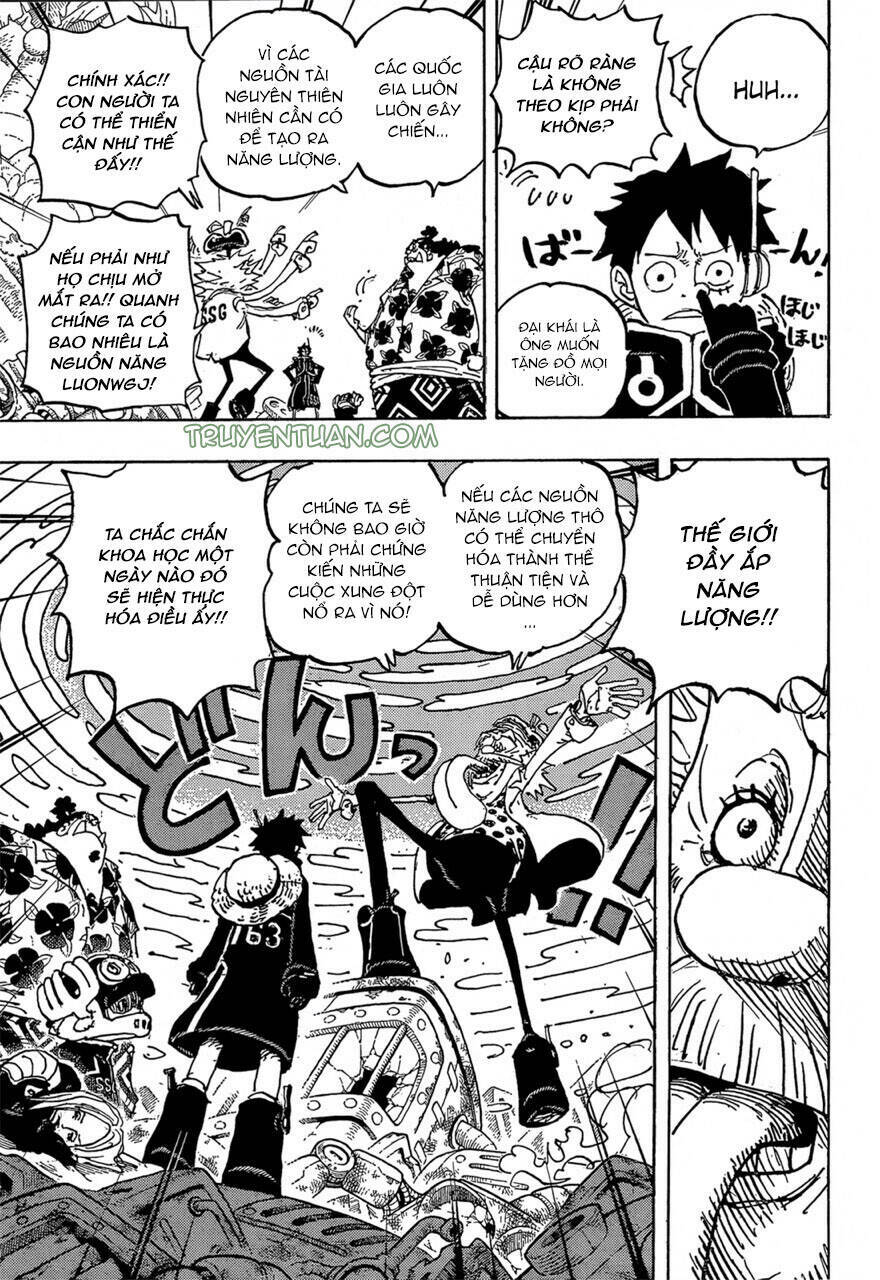 HUH...
CẬU RÕ RÀNG
LÀ KHÔNG
THEO KỊP PHẢI
KHÔNG?
ばーーん!
ほじ
ほじ
ĐẠI KHÁI LÀ
ÔNG MUỐN
TẶNG ĐỒ MỌI
NGƯỜI.
CÁC QUỐC
GIA LUÔN
LUÔN GÂY
CHIẾN...
VÌ CÁC
NGUỒN TÀI
NGUYÊN THIÊN
NHIÊN CẦN CÓ
ĐỂ TẠO RA
NĂNG LƯỢNG.
CHÍNH XÁC!!
CON NGƯỜI TA
CÓ THỂ THIỂN
CẬN NHƯ THẾ
ĐẤY!!
NẾU PHẢI NHƯ
HỌ CHỊU MỞ
MẮT RA!! QUANH
CHÚNG TA CÓ
BAO NHIÊU LÀ
NGUỒN NĂNG
LUONWGJ!
SSG
TRUYENTUAN.COM
THẾ GIỚI
ĐẦY ẮP
NĂNG
LƯỢNG!!
NẾU CÁC NGUỒN
NĂNG LƯỢNG THÔ
CÓ THỂ CHUYỂN
HÓA THÀNH THỂ
THUẬN TIỆN VÀ
DỄ DÙNG HƠN
...
CHÚNG TA SẼ
KHÔNG BAO GIỜ
CÒN PHẢI CHỨNG
KIẾN NHỮNG
CUỘC XUNG ĐỘT
NỔ RA VÌ NÓ!
TA CHẮC CHẮN
KHOA HỌC MỘT
NGÀY NÀO ĐÓ
SẼ HIỆN THỰC
HÓA ĐIỀU ẤY!!
どんっ!!
163
SS